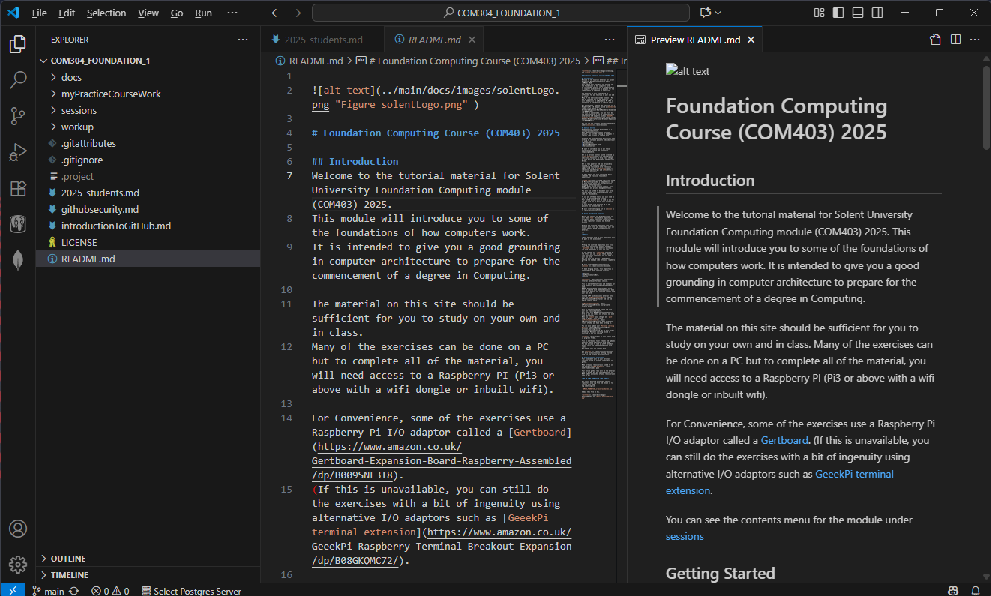 File Edit Selection View Go Run ···
COM304_FOUNDATION_1
EXPLORER ···
COM304_FOUNDATION_1
docs
myPracticeCourseWork
sessions
workup
.gitattributes
.gitignore
.project
2025_students.md
githubsecurity.md
introductionToGitHub.md
LICENSE
README.md
OUTLINE
TIMELINE
2025_students.md
README.md
README.md > # Foundation Computing Course (COM403) 2025 > ## In
1
2 ![alt text](../main/docs/images/solentLogo.
png "Figure solentLogo.png" )
3
4 # Foundation Computing Course (COM403) 2025
5
6 ## Introduction
7 Welcome to the tutorial material for Solent
University Foundation Computing module
(COM403) 2025.
8 This module will introduce you to some of
the foundations of how computers work.
9 It is intended to give you a good grounding
in computer architecture to prepare for the
commencement of a degree in Computing.
10
11 The material on this site should be
sufficient for you to study on your own and
in class.
12 Many of the exercises can be done on a PC
but to complete all of the material, you
will need access to a Raspberry PI (Pi3 or
above with a wifi dongle or inbuilt wifi).
13
14 For Convenience, some of the exercises use a
Raspberry Pi I/O adaptor called a [Gertboard]
(https://www.amazon.co.uk/
Gertboard-Expansion-Board-Raspberry-Assembled
15 (If this is unavailable, you can still do
the exercises with a bit of ingenuity using
alternative I/O adaptors such as [GeeekPi
terminal extension](https://www.amazon.co.uk/
GeeekPi-Raspberry-Terminal-Breakout-Expansion
16
Preview README.md
alt text
Foundation Computing
Course (COM403) 2025
Introduction
Welcome to the tutorial material for Solent University
Foundation Computing module (COM403) 2025. This
module will introduce you to some of the foundations of
how computers work. It is intended to give you a good
grounding in computer architecture to prepare for the
commencement of a degree in Computing.
The material on this site should be sufficient for you to
study on your own and in class. Many of the exercises can
be done on a PC but to complete all of the material, you
will need access to a Raspberry PI (Pi3 or above with a wifi
dongle or inbuilt wifi).
For Convenience, some of the exercises use a Raspberry Pi
I/O adaptor called a Gertboard. (If this is unavailable, you
can still do the exercises with a bit of ingenuity using
alternative I/O adaptors such as GeeekPi terminal
extension.
You can see the contents menu for the module under
sessions
Getting Started
main 0 0 Select Postgres Server